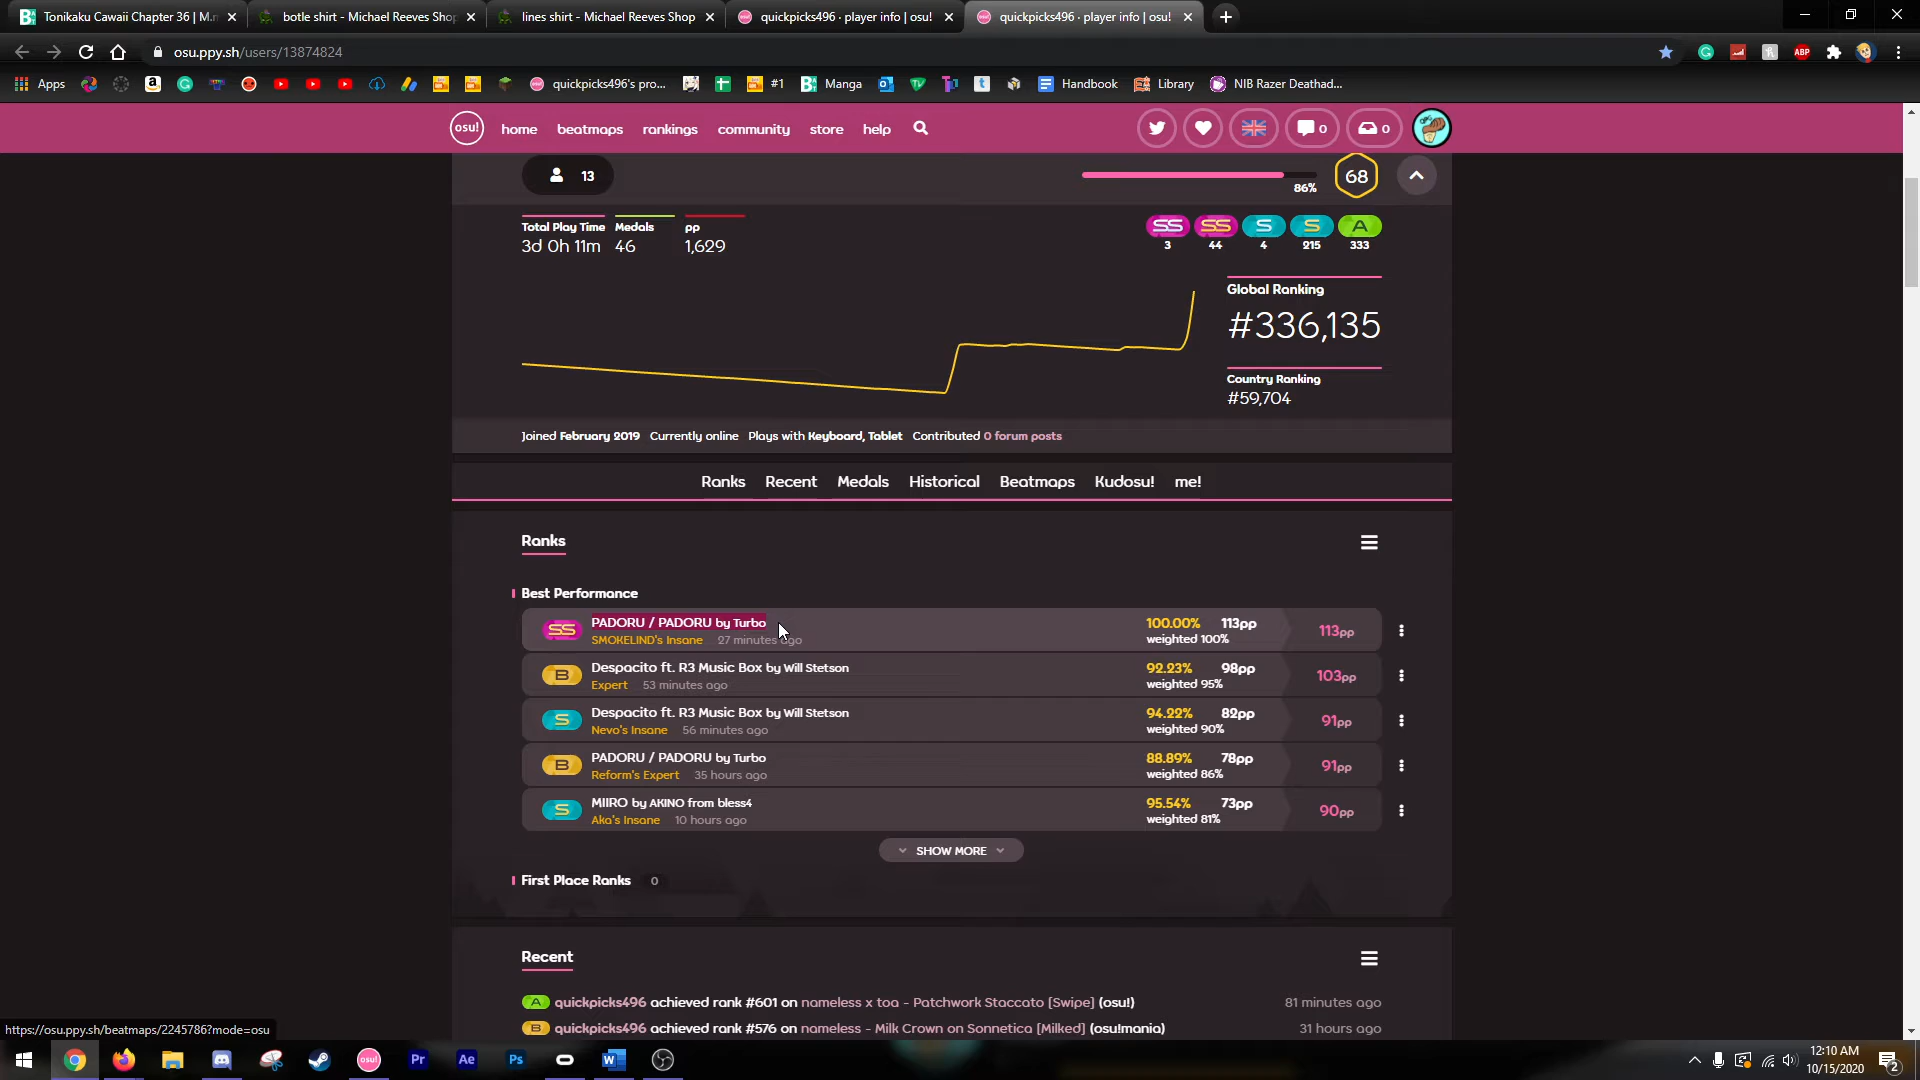 Tonikaku Cawaii Chapter 36 | M.n
botle shirt - Michael Reeves Shop
lines shirt - Michael Reeves Shop
quickpicks496 · player info | osu!
quickpicks496 · player info | osu!
osu.ppy.sh/users/13874824
Apps
quickpicks496's pro...
#1
Manga
Handbook
Library
NIB Razer Deathad...
osu!
home
beatmaps
rankings
community
store
help
0
0
13
86%
68
Total Play Time
3d 0h 11m
Medals
46
pp
1,629
SS
3
SS
44
S
4
S
215
A
333
Global Ranking
#336,135
Country Ranking
#59,704
Joined February 2019 Currently online Plays with Keyboard, Tablet Contributed 0 forum posts
Ranks Recent Medals Historical Beatmaps Kudosu! me!
Ranks
Best Performance
SS
PADORU / PADORU by Turbo
SMOKELIND's Insane 27 minutes ago
100.00% 113pp
weighted 100%
113pp
B
Despacito ft. R3 Music Box by Will Stetson
Expert 53 minutes ago
92.23% 98pp
weighted 95%
103pp
S
Despacito ft. R3 Music Box by Will Stetson
Nevo's Insane 56 minutes ago
94.22% 82pp
weighted 90%
91pp
B
PADORU / PADORU by Turbo
Reform's Expert 35 hours ago
88.89% 78pp
weighted 86%
91pp
S
MIIRO by AKINO from bless4
Aka's Insane 10 hours ago
95.54% 73pp
weighted 81%
90pp
SHOW MORE
First Place Ranks 0
Recent
A quickpicks496 achieved rank #601 on nameless x toa - Patchwork Staccato [Swipe] (osu!) 81 minutes ago
B quickpicks496 achieved rank #576 on nameless - Milk Crown on Sonnetica [Milked] (osu!mania) 31 hours ago
https://osu.ppy.sh/beatmaps/2245786?mode=osu
osu!
Pr
Ae
Ps
12:10 AM
10/15/2020
2